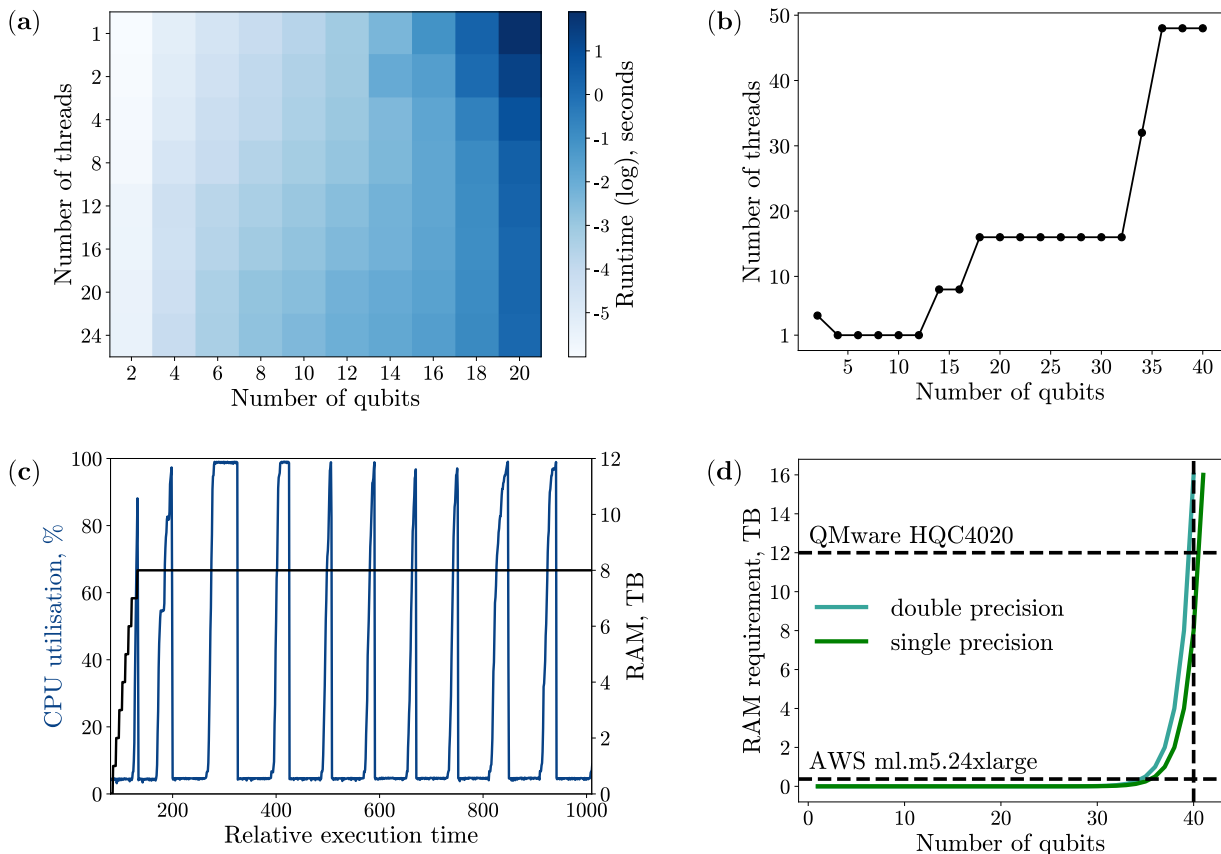 (a)
Number of threads
1
2
4
8
12
16
20
24
2 4 6 8 10 12 14 16 18 20
Number of qubits
1
0
-1
-2
-3
-4
-5
Runtime (log), seconds
(b)
Number of threads
50
40
30
20
10
1
5 10 15 20 25 30 35 40
Number of qubits
(c)
CPU utilisation, %
100
80
60
40
20
0
200 400 600 800 1000
Relative execution time
12
10
8
6
4
2
0
RAM, TB
(d)
RAM requirement, TB
16
14
12
10
8
6
4
2
0
QMware HQC4020
double precision
single precision
AWS ml.m5.24xlarge
0 10 20 30 40
Number of qubits